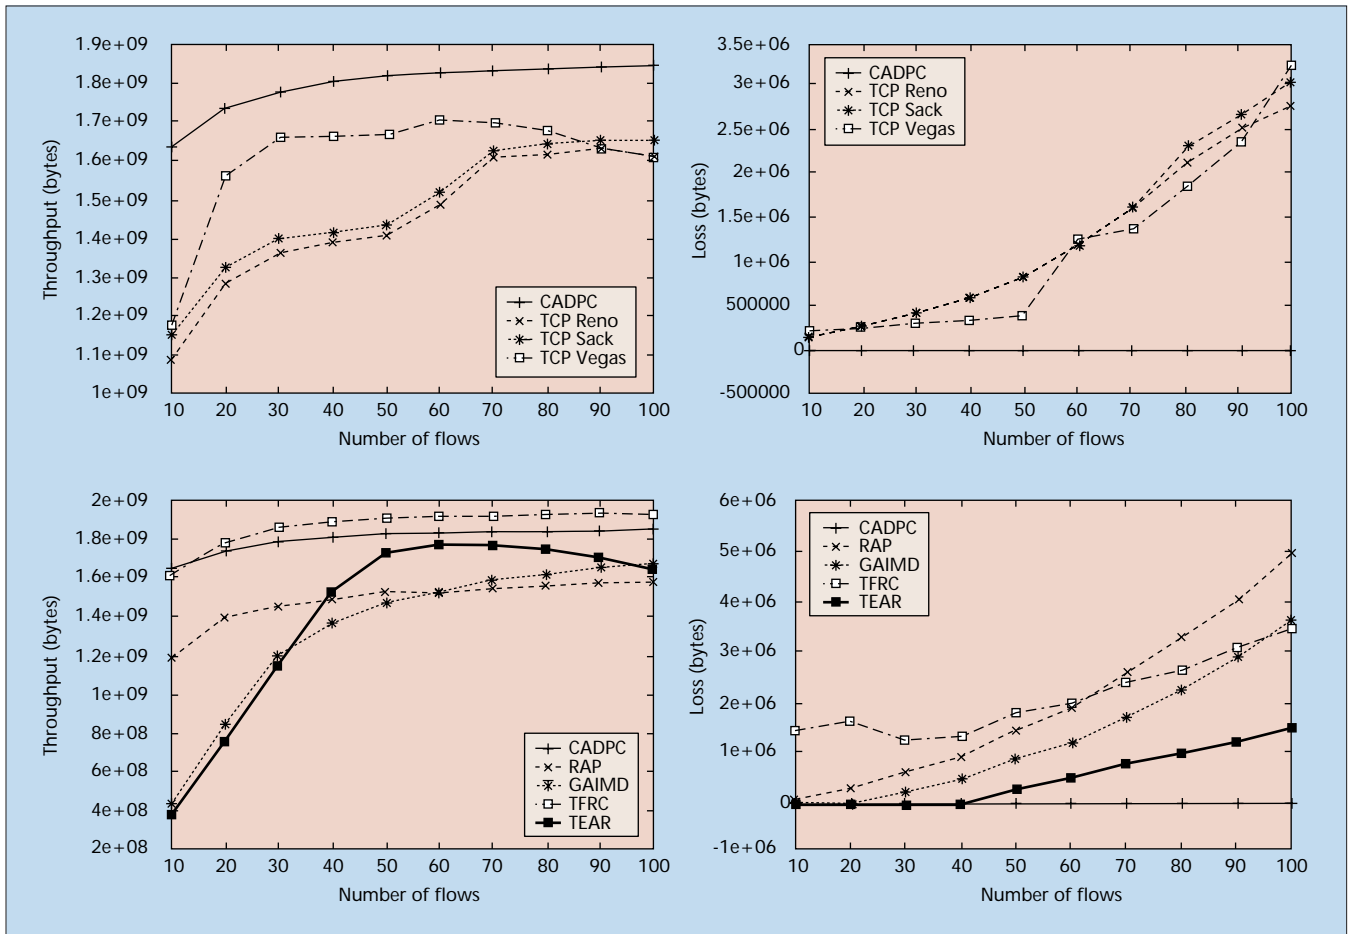 1.9e+09
1.8e+09
1.7e+09
1.6e+09
1.5e+09
1.4e+09
1.3e+09
1.2e+09
1.1e+09
1e+09
Throughput (bytes)
CADPC
TCP Reno
TCP Sack
TCP Vegas
10 20 30 40 50 60 70 80 90 100
Number of flows
3.5e+06
3e+06
2.5e+06
2e+06
1.5e+06
1e+06
500000
0
-500000
Loss (bytes)
CADPC
TCP Reno
TCP Sack
TCP Vegas
10 20 30 40 50 60 70 80 90 100
Number of flows
2e+09
1.8e+09
1.6e+09
1.4e+09
1.2e+09
1e+09
8e+08
6e+08
4e+08
2e+08
Throughput (bytes)
CADPC
RAP
GAIMD
TFRC
TEAR
10 20 30 40 50 60 70 80 90 100
Number of flows
6e+06
5e+06
4e+06
3e+06
2e+06
1e+06
0
-1e+06
Loss (bytes)
CADPC
RAP
GAIMD
TFRC
TEAR
10 20 30 40 50 60 70 80 90 100
Number of flows